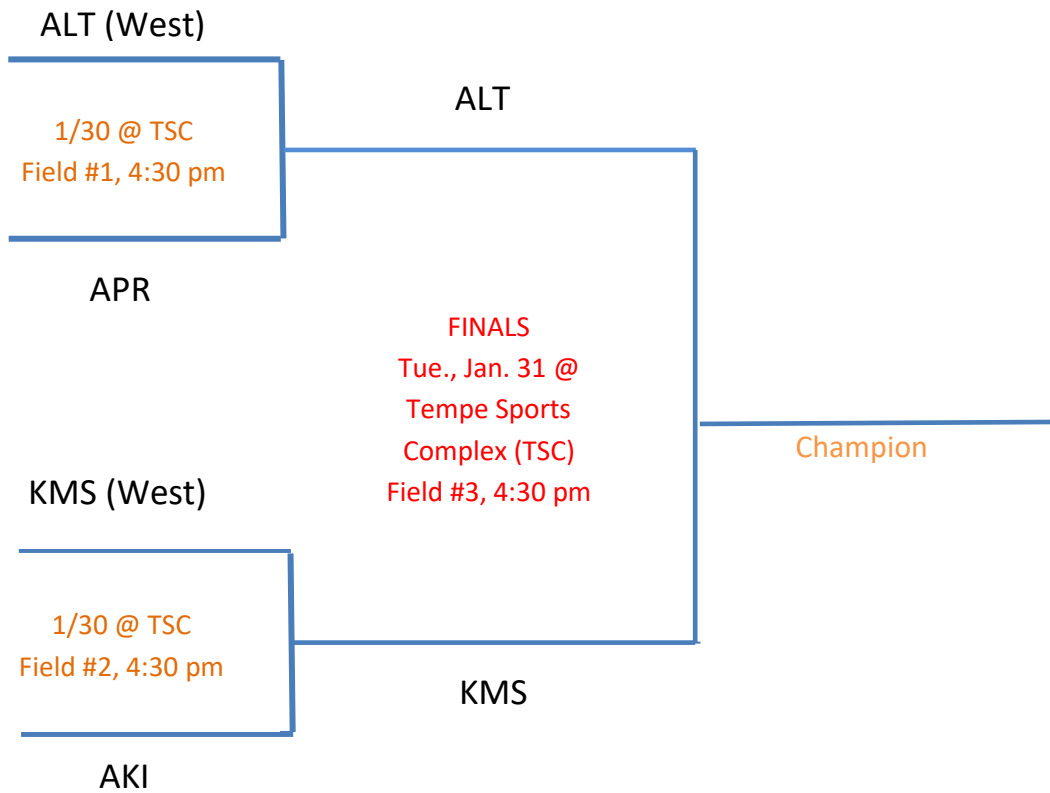 ALT (West)
1/30 @ TSC
Field #1, 4:30 pm
APR
ALT
FINALS
Tue., Jan. 31 @
Tempe Sports
Complex (TSC)
Field #3, 4:30 pm
Champion
KMS (West)
1/30 @ TSC
Field #2, 4:30 pm
KMS
AKI